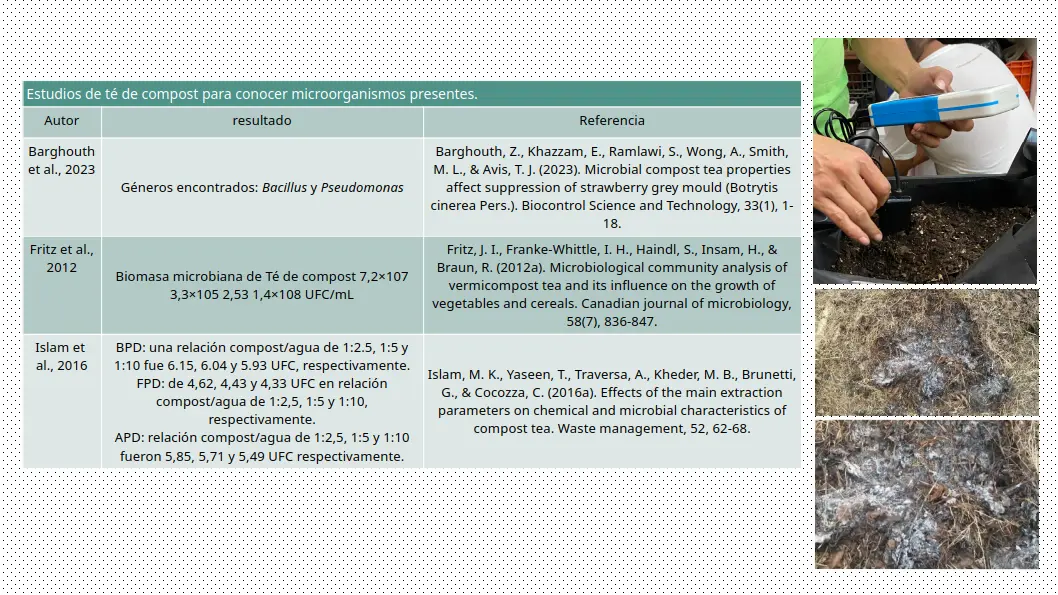 Estudios de té de compost para conocer microorganismos presentes.
Autor
resultado
Referencia
Barghouth
et al., 2023
Géneros encontrados: Bacillus y Pseudomonas
Barghouth, Z., Khazzam, E., Ramlawi, S., Wong, A., Smith,
M. L., & Avis, T. J. (2023). Microbial compost tea properties
affect suppression of strawberry grey mould (Botrytis
cinerea Pers.). Biocontrol Science and Technology, 33(1), 1-
18.
Fritz et al.,
2012
Biomasa microbiana de Té de compost 7,2×107
3,3×105 2,53 1,4×108 UFC/mL
Fritz, J. I., Franke-Whittle, I. H., Haindl, S., Insam, H., &
Braun, R. (2012a). Microbiological community analysis of
vermicompost tea and its influence on the growth of
vegetables and cereals. Canadian journal of microbiology,
58(7), 836-847.
Islam et
al., 2016
BPD: una relación compost/agua de 1:2.5, 1:5 y
1:10 fue 6.15, 6.04 y 5.93 UFC, respectivamente.
FPD: de 4,62, 4,43 y 4,33 UFC en relación
compost/agua de 1:2,5, 1:5 y 1:10,
respectivamente.
APD: relación compost/agua de 1:2,5, 1:5 y 1:10
fueron 5,85, 5,71 y 5,49 UFC respectivamente.
Islam, M. K., Yaseen, T., Traversa, A., Kheder, M. B., Brunetti,
G., & Cocozza, C. (2016a). Effects of the main extraction
parameters on chemical and microbial characteristics of
compost tea. Waste management, 52, 62-68.